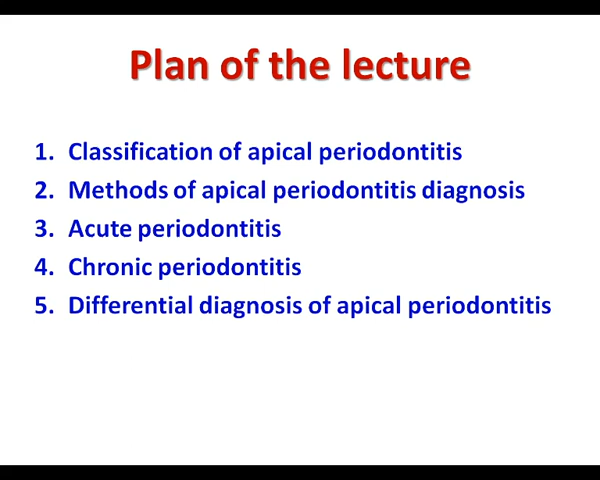 Plan of the lecture
1. Classification of apical periodontitis
2. Methods of apical periodontitis diagnosis
3. Acute periodontitis
4. Chronic periodontitis
5. Differential diagnosis of apical periodontitis